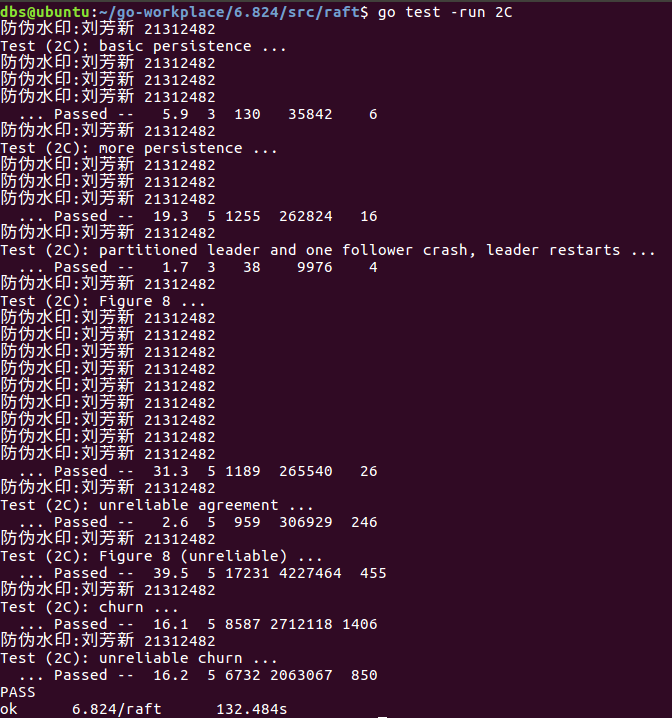 dbs@ubuntu:~/go-workplace/6.824/src/raft$ go test -run 2C
防伪水印:刘芳新 21312482
Test (2C): basic persistence ...
防伪水印:刘芳新 21312482
防伪水印:刘芳新 21312482
防伪水印:刘芳新 21312482
  ... Passed --   5.9  3  130   35842    6
防伪水印:刘芳新 21312482
Test (2C): more persistence ...
防伪水印:刘芳新 21312482
防伪水印:刘芳新 21312482
防伪水印:刘芳新 21312482
  ... Passed --  19.3  5 1255  262824   16
防伪水印:刘芳新 21312482
Test (2C): partitioned leader and one follower crash, leader restarts ...
  ... Passed --   1.7  3   38    9976    4
防伪水印:刘芳新 21312482
Test (2C): Figure 8 ...
防伪水印:刘芳新 21312482
防伪水印:刘芳新 21312482
防伪水印:刘芳新 21312482
防伪水印:刘芳新 21312482
防伪水印:刘芳新 21312482
防伪水印:刘芳新 21312482
防伪水印:刘芳新 21312482
防伪水印:刘芳新 21312482
防伪水印:刘芳新 21312482
  ... Passed --  31.3  5 1189  265540   26
防伪水印:刘芳新 21312482
Test (2C): unreliable agreement ...
  ... Passed --   2.6  5  959  306929  246
防伪水印:刘芳新 21312482
Test (2C): Figure 8 (unreliable) ...
  ... Passed --  39.5  5 17231 4227464  455
防伪水印:刘芳新 21312482
Test (2C): churn ...
  ... Passed --  16.1  5 8587 2712118 1406
防伪水印:刘芳新 21312482
Test (2C): unreliable churn ...
  ... Passed --  16.2  5 6732 2063067  850
PASS
ok      6.824/raft      132.484s